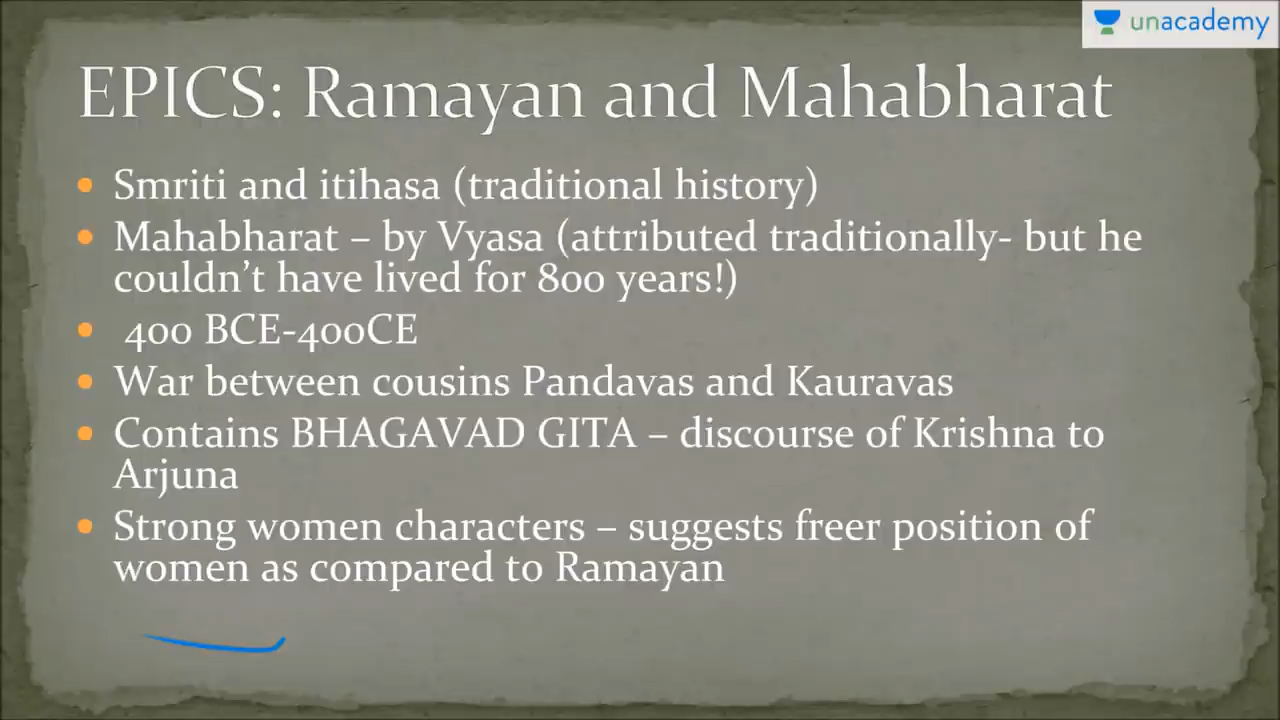 unacademy
EPICS: Ramayan and Mahabharat
• Smriti and itihasa (traditional history)
• Mahabharat – by Vyasa (attributed traditionally- but he
couldn't have lived for 800 years!)
• 400 BCE-400CE
• War between cousins Pandavas and Kauravas
• Contains BHAGAVAD GITA – discourse of Krishna to
Arjuna
• Strong women characters – suggests freer position of
women as compared to Ramayan